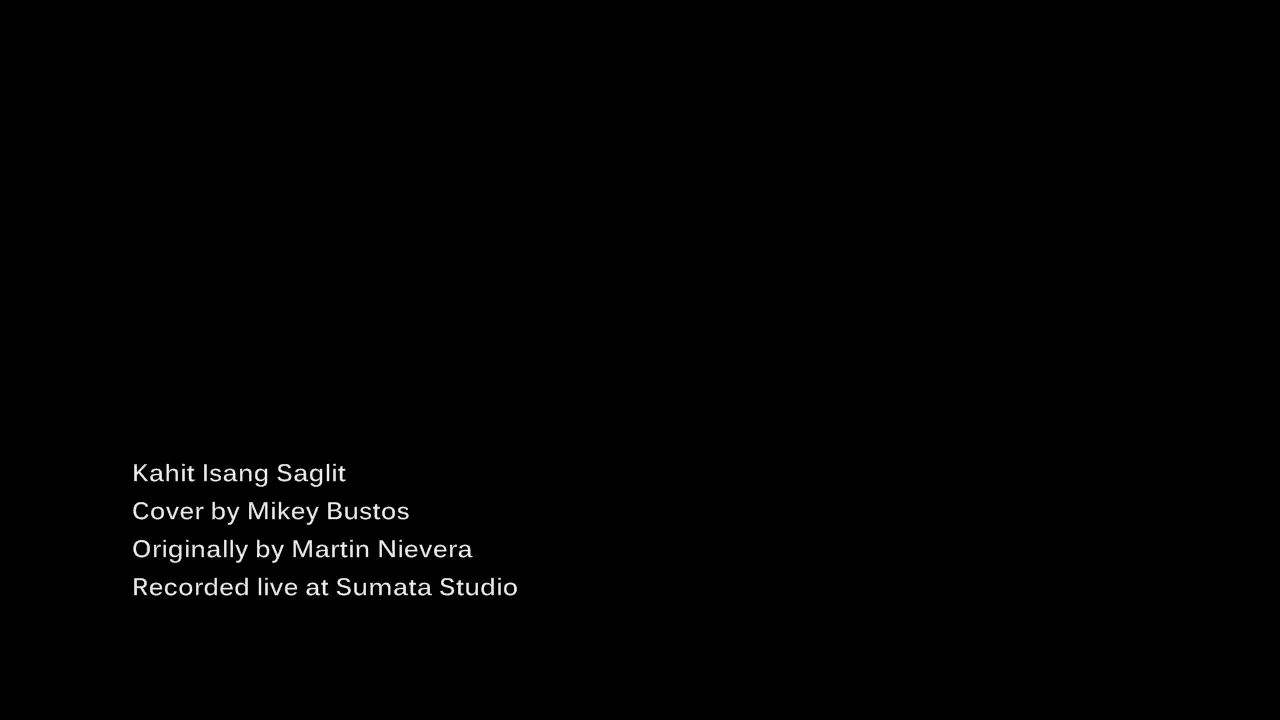 Kahit Isang Saglit
Cover by Mikey Bustos
Originally by Martin Nievera
Recorded live at Sumata Studio